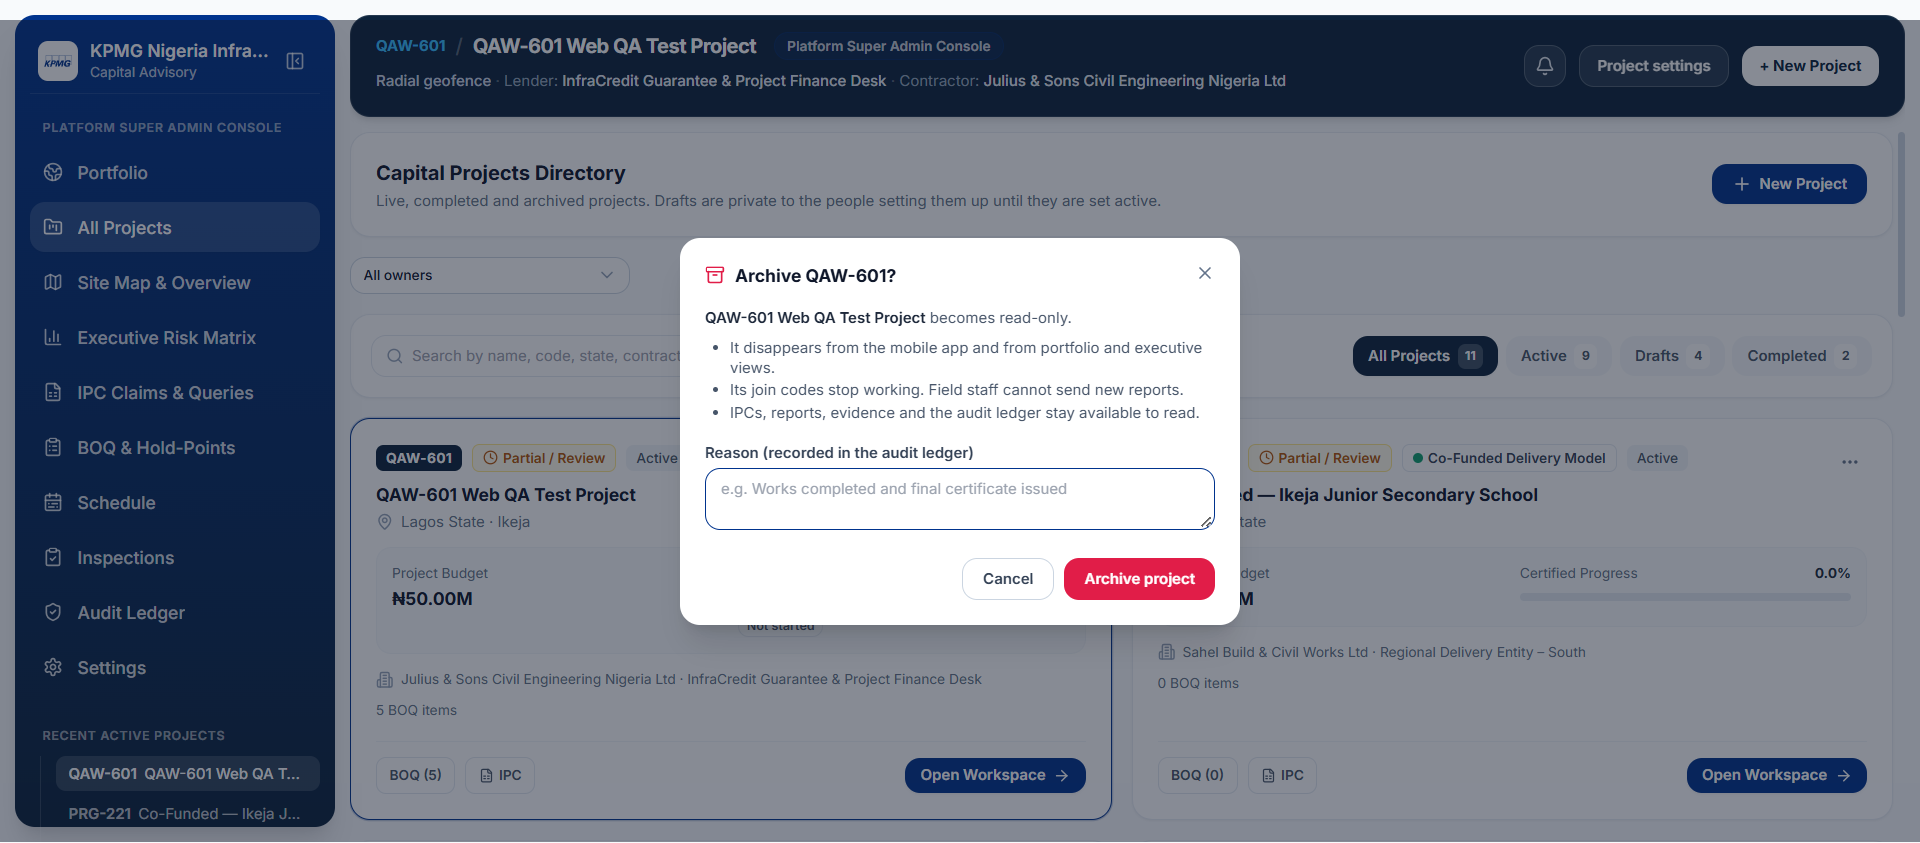 KPMG
KPMG Nigeria Infra...
Capital Advisory
PLATFORM SUPER ADMIN CONSOLE
Portfolio
All Projects
Site Map & Overview
Executive Risk Matrix
IPC Claims & Queries
BOQ & Hold-Points
Schedule
Inspections
Audit Ledger
Settings
RECENT ACTIVE PROJECTS
QAW-601 QAW-601 Web QA T...
PRG-221 Co-Funded — Ikeja J...
QAW-601 / QAW-601 Web QA Test Project Platform Super Admin Console
Radial geofence · Lender: InfraCredit Guarantee & Project Finance Desk · Contractor: Julius & Sons Civil Engineering Nigeria Ltd
Project settings
+ New Project
Capital Projects Directory
Live, completed and archived projects. Drafts are private to the people setting them up until they are set active.
+ New Project
All owners
Search by name, code, state, contract
All Projects 11
Active 9
Drafts 4
Completed 2
Archive QAW-601?
QAW-601 Web QA Test Project becomes read-only.
• It disappears from the mobile app and from portfolio and executive
views.
• Its join codes stop working. Field staff cannot send new reports.
• IPCs, reports, evidence and the audit ledger stay available to read.
Reason (recorded in the audit ledger)
e.g. Works completed and final certificate issued
Cancel
Archive project
QAW-601 Partial / Review Active
QAW-601 Web QA Test Project
Lagos State · Ikeja
Project Budget
₦50.00M
Not started
Julius & Sons Civil Engineering Nigeria Ltd · InfraCredit Guarantee & Project Finance Desk
5 BOQ items
BOQ (5)
IPC
Open Workspace →
Partial / Review Co-Funded Delivery Model Active
ed — Ikeja Junior Secondary School
tate
dget
M
Certified Progress 0.0%
Sahel Build & Civil Works Ltd · Regional Delivery Entity – South
0 BOQ items
BOQ (0)
IPC
Open Workspace →